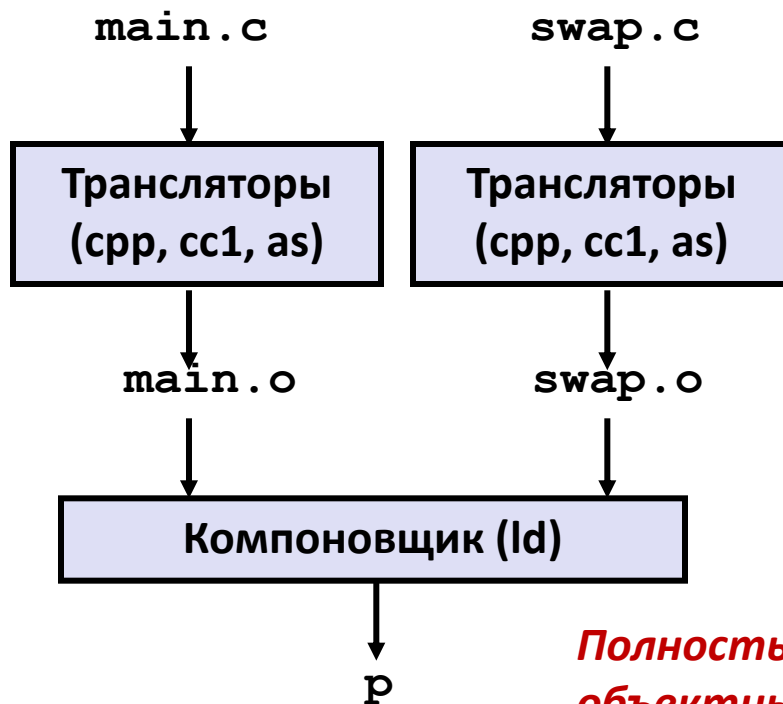 main.c swap.c
Трансляторы Трансляторы
(cpp, cc1, as) (cpp, cc1, as)
main.o swap.o
Компоновщик (ld)
p